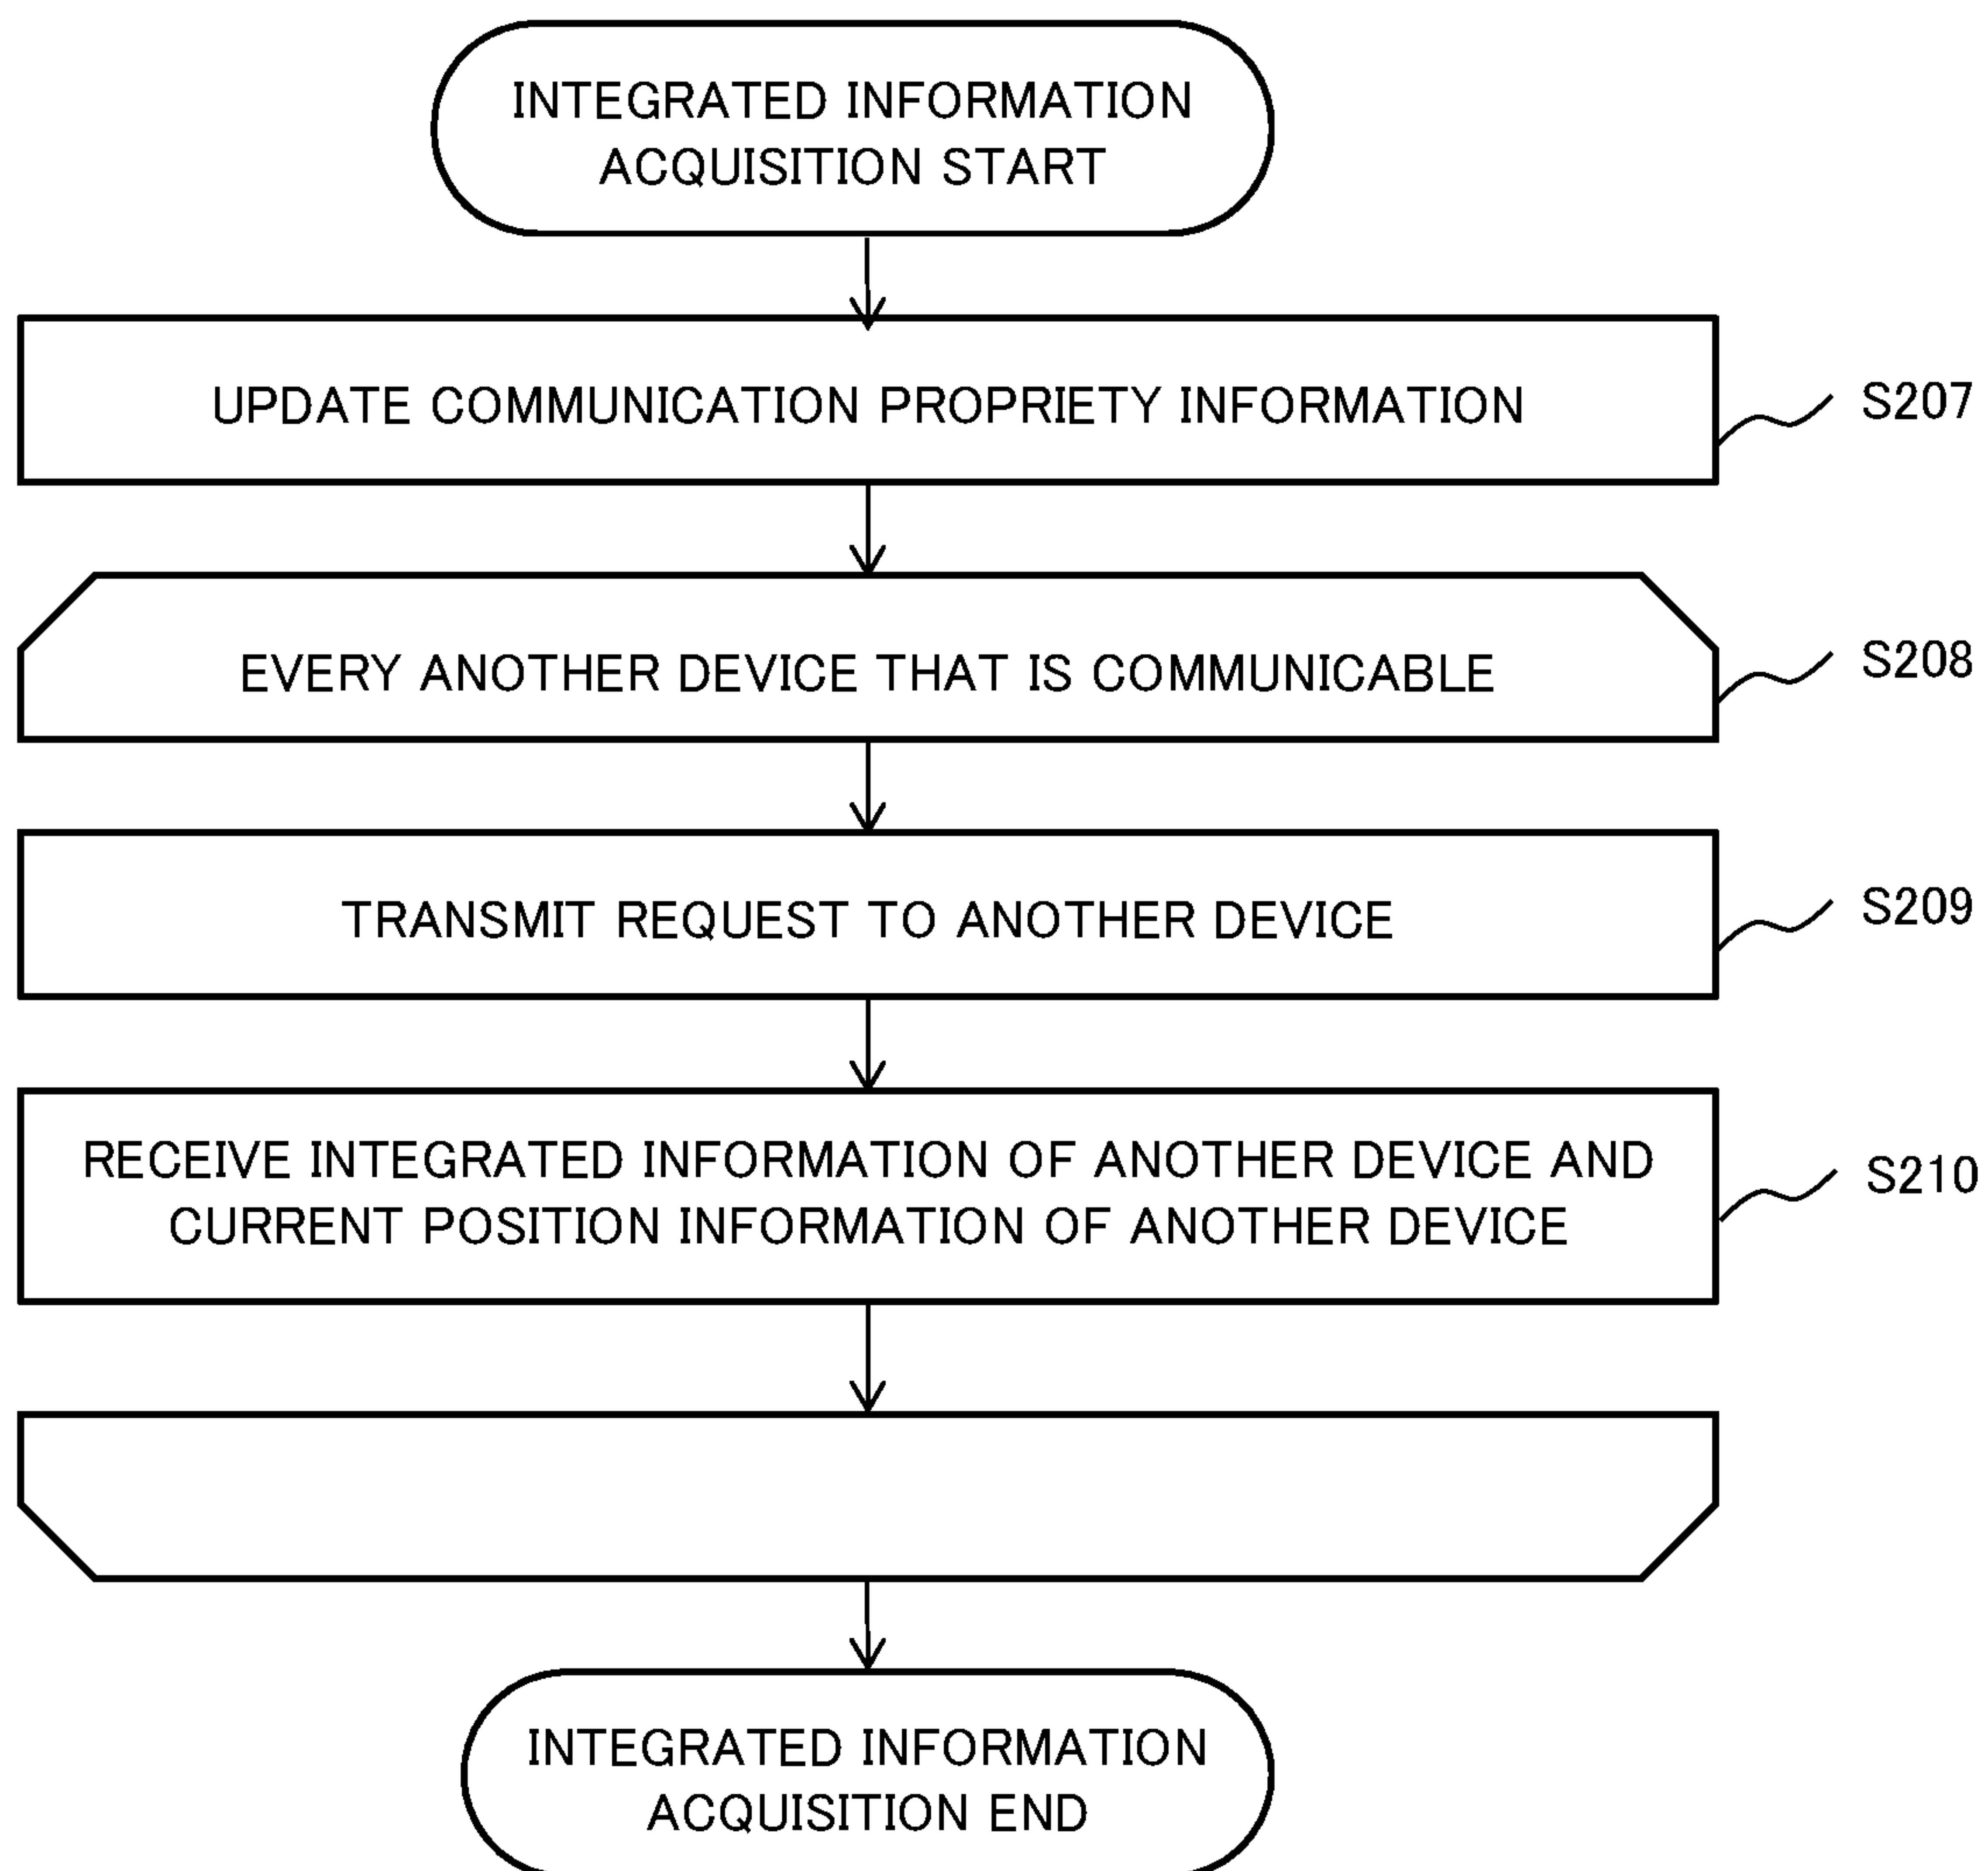 INTEGRATED INFORMATION
ACQUISITION START
UPDATE COMMUNICATION PROPRIETY INFORMATION
S207
EVERY ANOTHER DEVICE THAT IS COMMUNICABLE
S208
TRANSMIT REQUEST TO ANOTHER DEVICE
S209
RECEIVE INTEGRATED INFORMATION OF ANOTHER DEVICE AND
CURRENT POSITION INFORMATION OF ANOTHER DEVICE
S210
INTEGRATED INFORMATION
ACQUISITION END